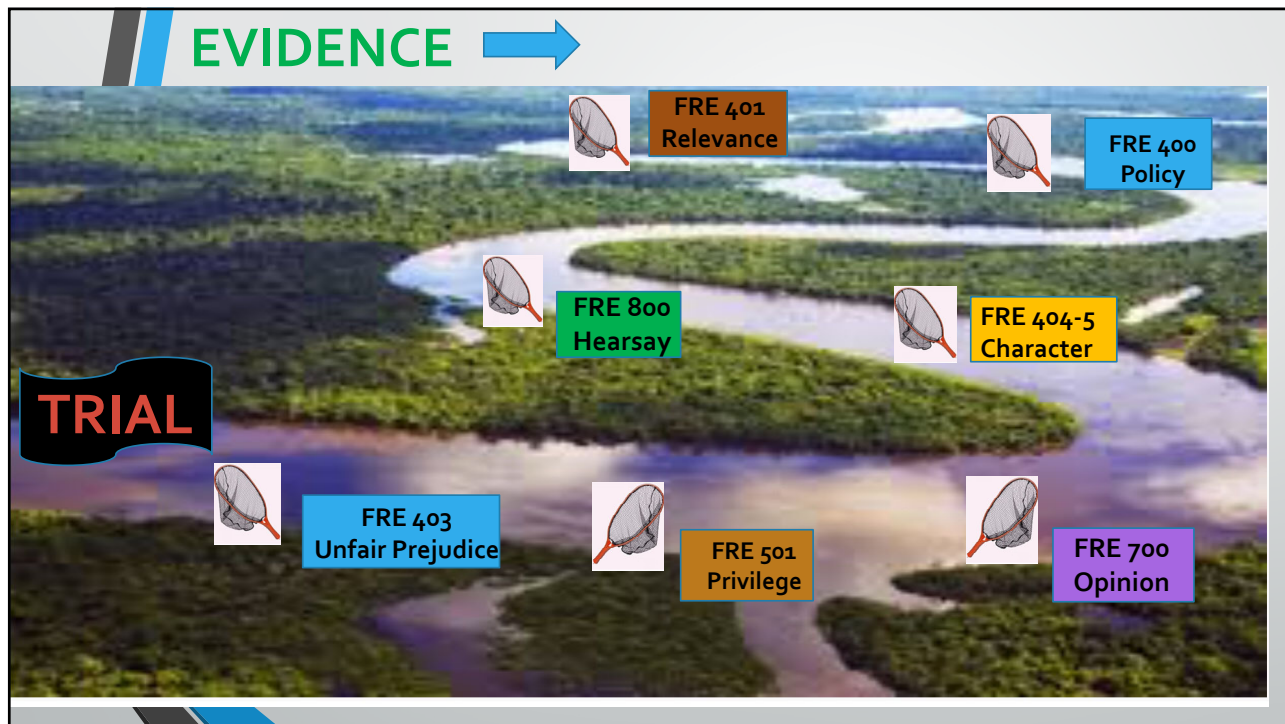 EVIDENCE
FRE 401
Relevance
FRE 400
Policy
FRE 800
Hearsay
FRE 404-5
Character
TRIAL
FRE 403
Unfair Prejudice
FRE 501
Privilege
FRE 700
Opinion